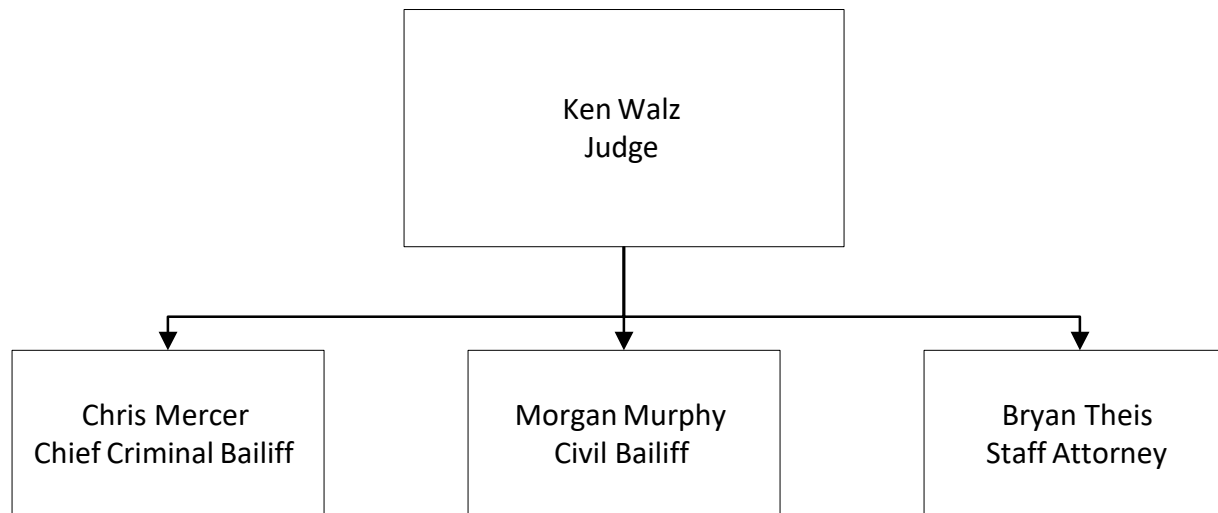 Ken Walz
Judge
Chris Mercer
Chief Criminal Bailiff
Morgan Murphy
Civil Bailiff
Bryan Theis
Staff Attorney